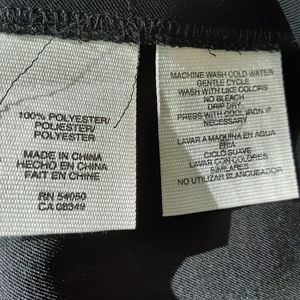 100% POLYESTER/
POLIESTER/
POLYESTER
MADE IN CHINA
HECHO EN CHINA
FAIT EN CHINE
RN 54050
CA 08349
MACHINE WASH COLD WATER
GENTLE CYCLE
WASH WITH LIKE COLORS
NO BLEACH
DRIP DRY
PRESS WITH COOL IRON IF
NECESSARY
LAVAR A MAQUINA EN AGUA
FRIA
CICLO SUAVE
LAVAR CON COLORES
SIMILARES
NO UTILIZAR BLANQUEADOR